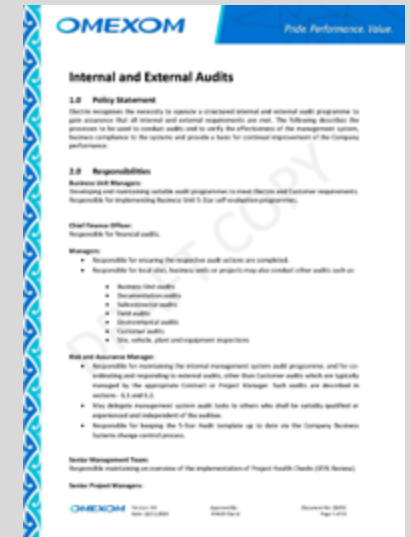 OMEXOM
Pride. Performance. Value.
Internal and External Audits
1.0 Policy Statement
Electrix recognises the necessity to operate a structured internal and external audit programme to
gain assurance that all internal and external requirements are met. The following describes the
processes to be used to conduct audits and to verify the effectiveness of the management system,
business compliance to the systems and provide a basis for continual improvement of the Company
performance.
2.0 Responsibilities
Business Unit Managers:
Developing and maintaining suitable audit programmes to meet Electrix and Customer requirements.
Responsible for implementing Business Unit 5-Star self-evaluation programmes.
Chief Finance Officer:
Responsible for financial audits.
Managers:
• Responsible for ensuring the respective audit actions are completed.
• Responsible for local sites, business units or projects may also conduct other audits such as:
• Business Unit audits
• Documentation audits
• Subcontractor audits
• Field audits
• Environmental audits
• Customer audits
• Site, vehicle, plant and equipment inspections
Risk and Assurance Manager:
• Responsible for maintaining the internal management system audit programme, and for co-
ordinating and responding to external audits, other than Customer audits which are typically
managed by the appropriate Contract or Project Manager. Such audits are described in
sections - 6.1 and 6.2.
• May delegate management system audit tasks to others who shall be suitably qualified or
experienced and independent of the auditee.
• Responsible for keeping the 5-Star Audit template up to date via the Company Business
Systems change control process.
Senior Management Team:
Responsible maintaining an overview of the implementation of Project Health Checks Review).
Senior Project Managers:
OMEXOM
Version:
Date:
Approved By:
Document No:
Page 1 of
COPY